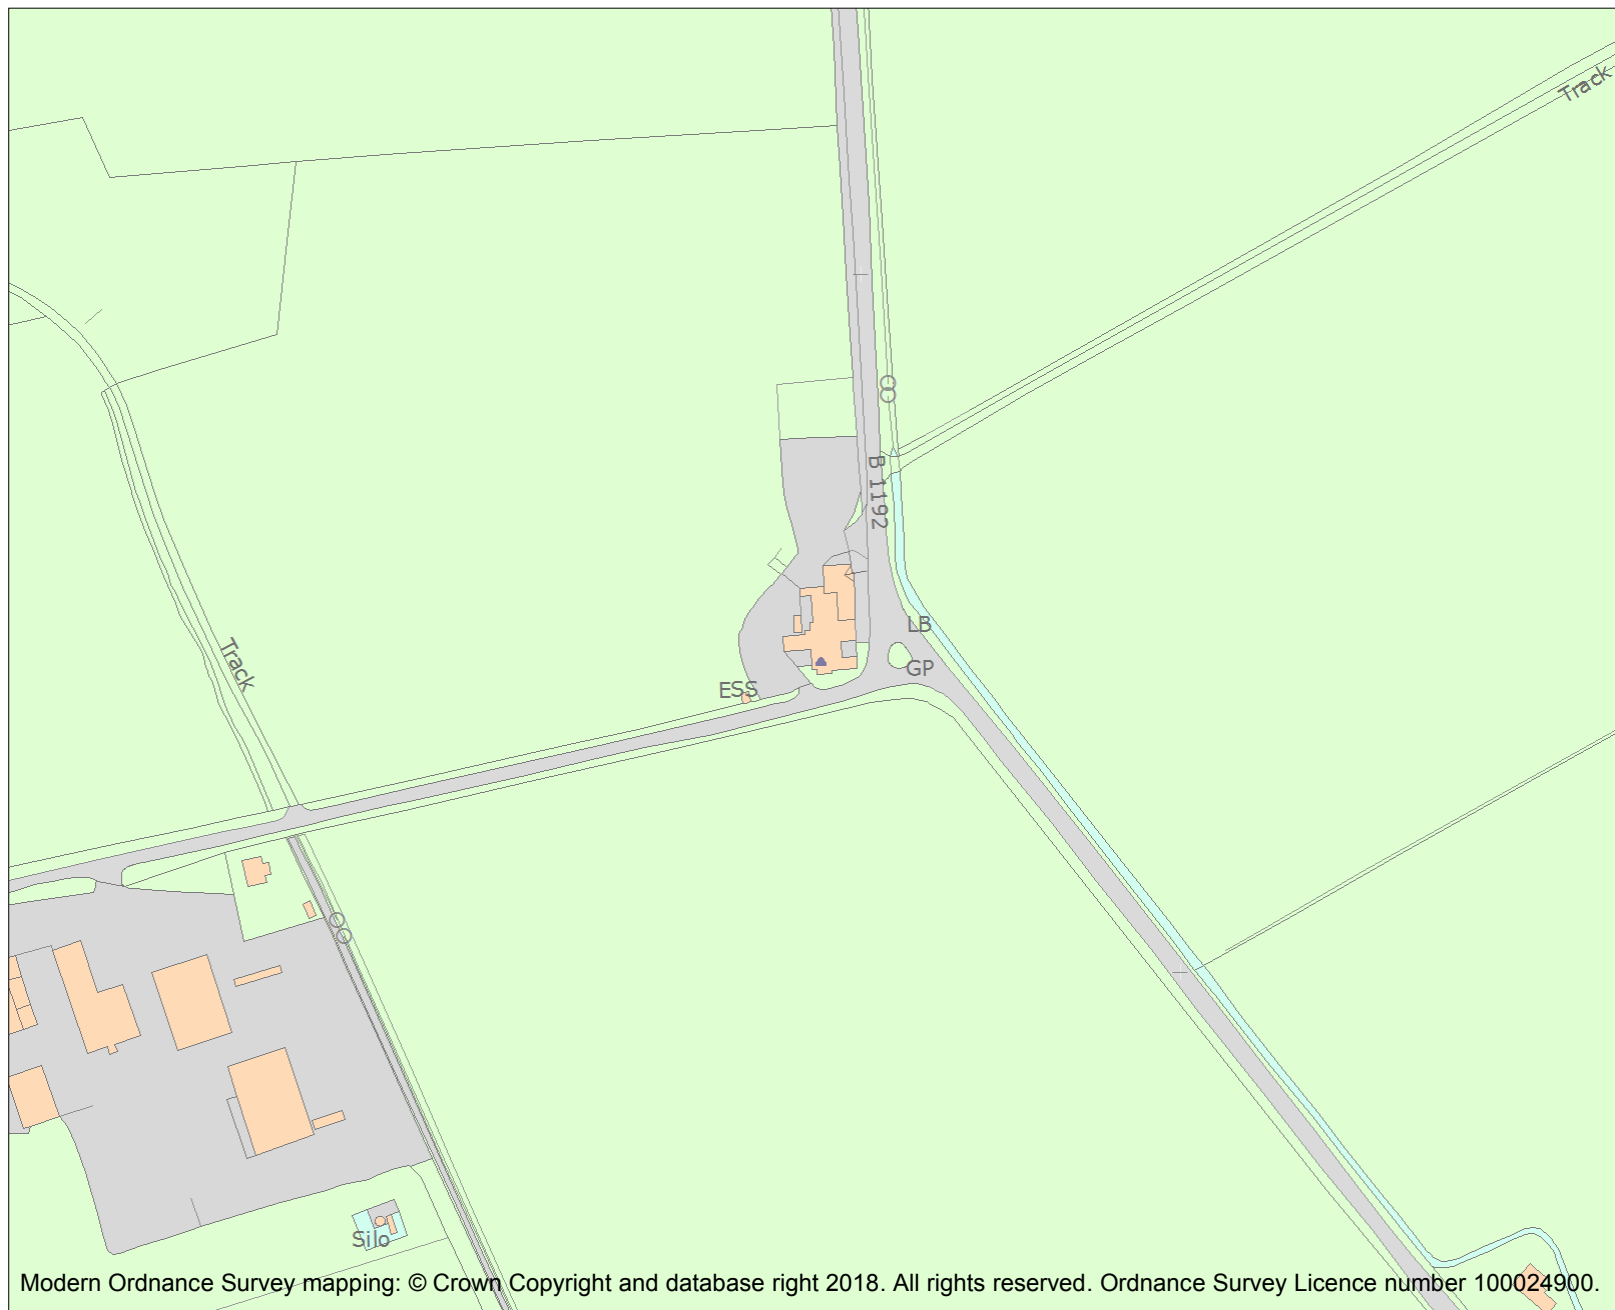 Track
B 1192
LB
GP
Track
ESS
Silo
Modern Ordnance Survey mapping: © Crown Copyright and database right 2018. All rights reserved. Ordnance Survey Licence number 100024900.